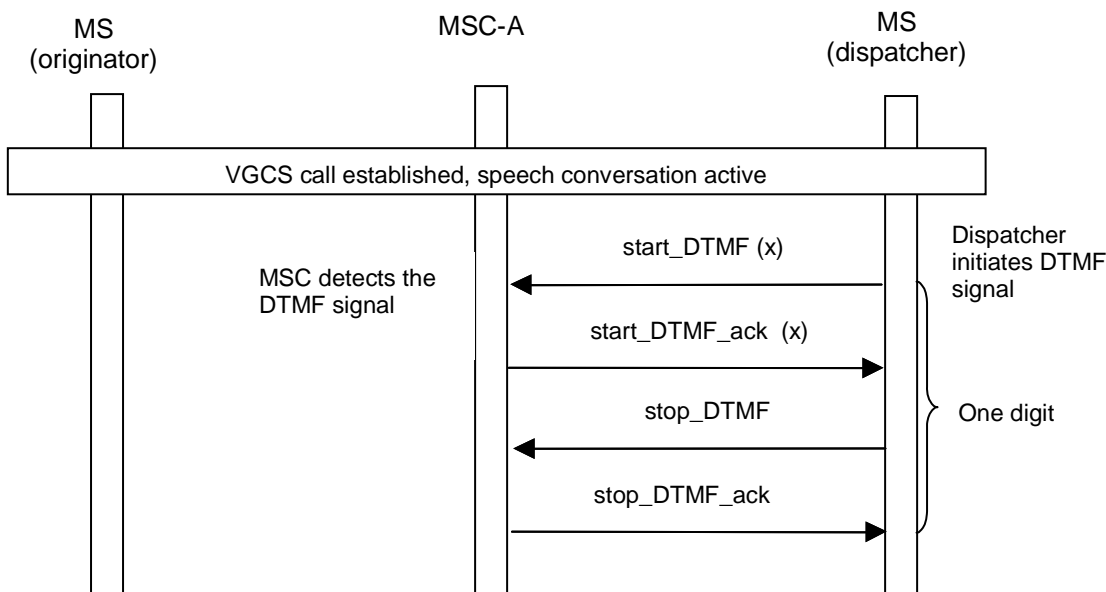 MS
(originator)
MSC-A
MS
(dispatcher)
VGCS call established, speech conversation active
start_DTMF (x)
Dispatcher
initiates DTMF
signal
MSC detects the
DTMF signal
start_DTMF_ack (x)
stop_DTMF
One digit
stop_DTMF_ack